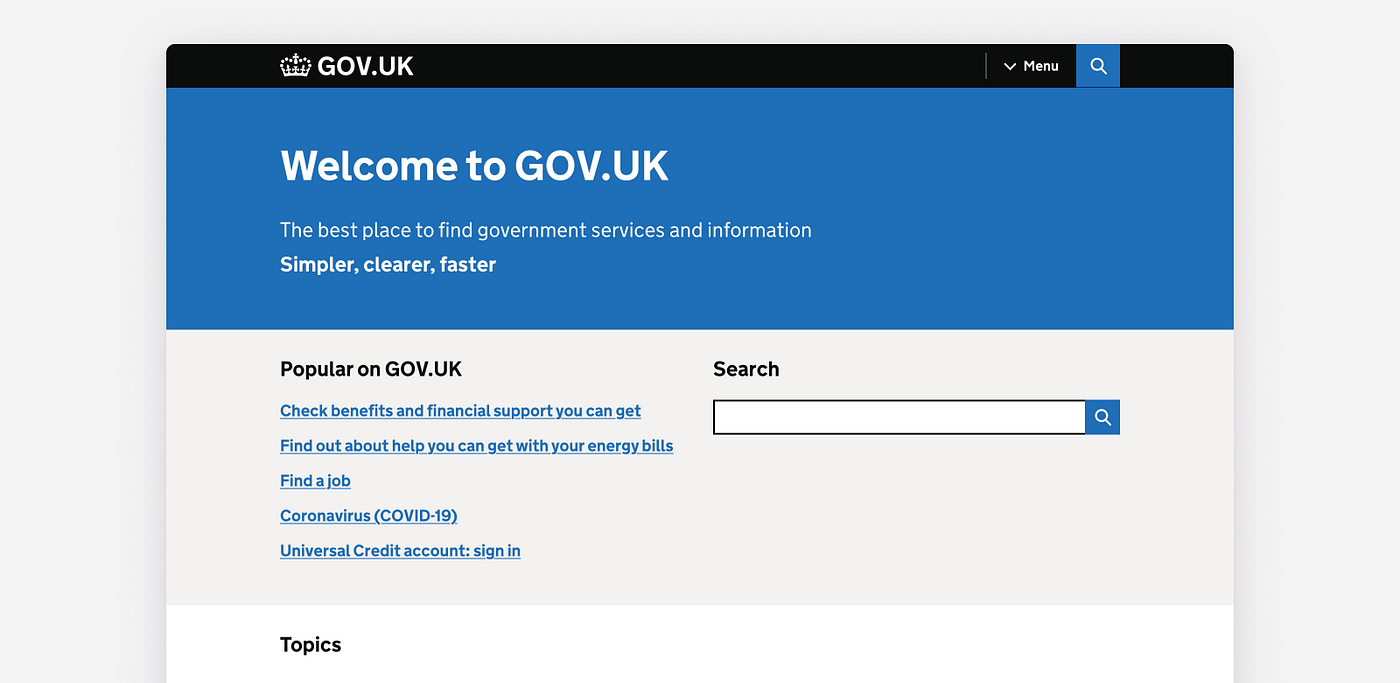 GOV.UK
Menu
Welcome to GOV.UK
The best place to find government services and information
Simpler, clearer, faster
Popular on GOV.UK
Check benefits and financial support you can get
Find out about help you can get with your energy bills
Find a job
Coronavirus (COVID-19)
Universal Credit account: sign in
Search
Topics